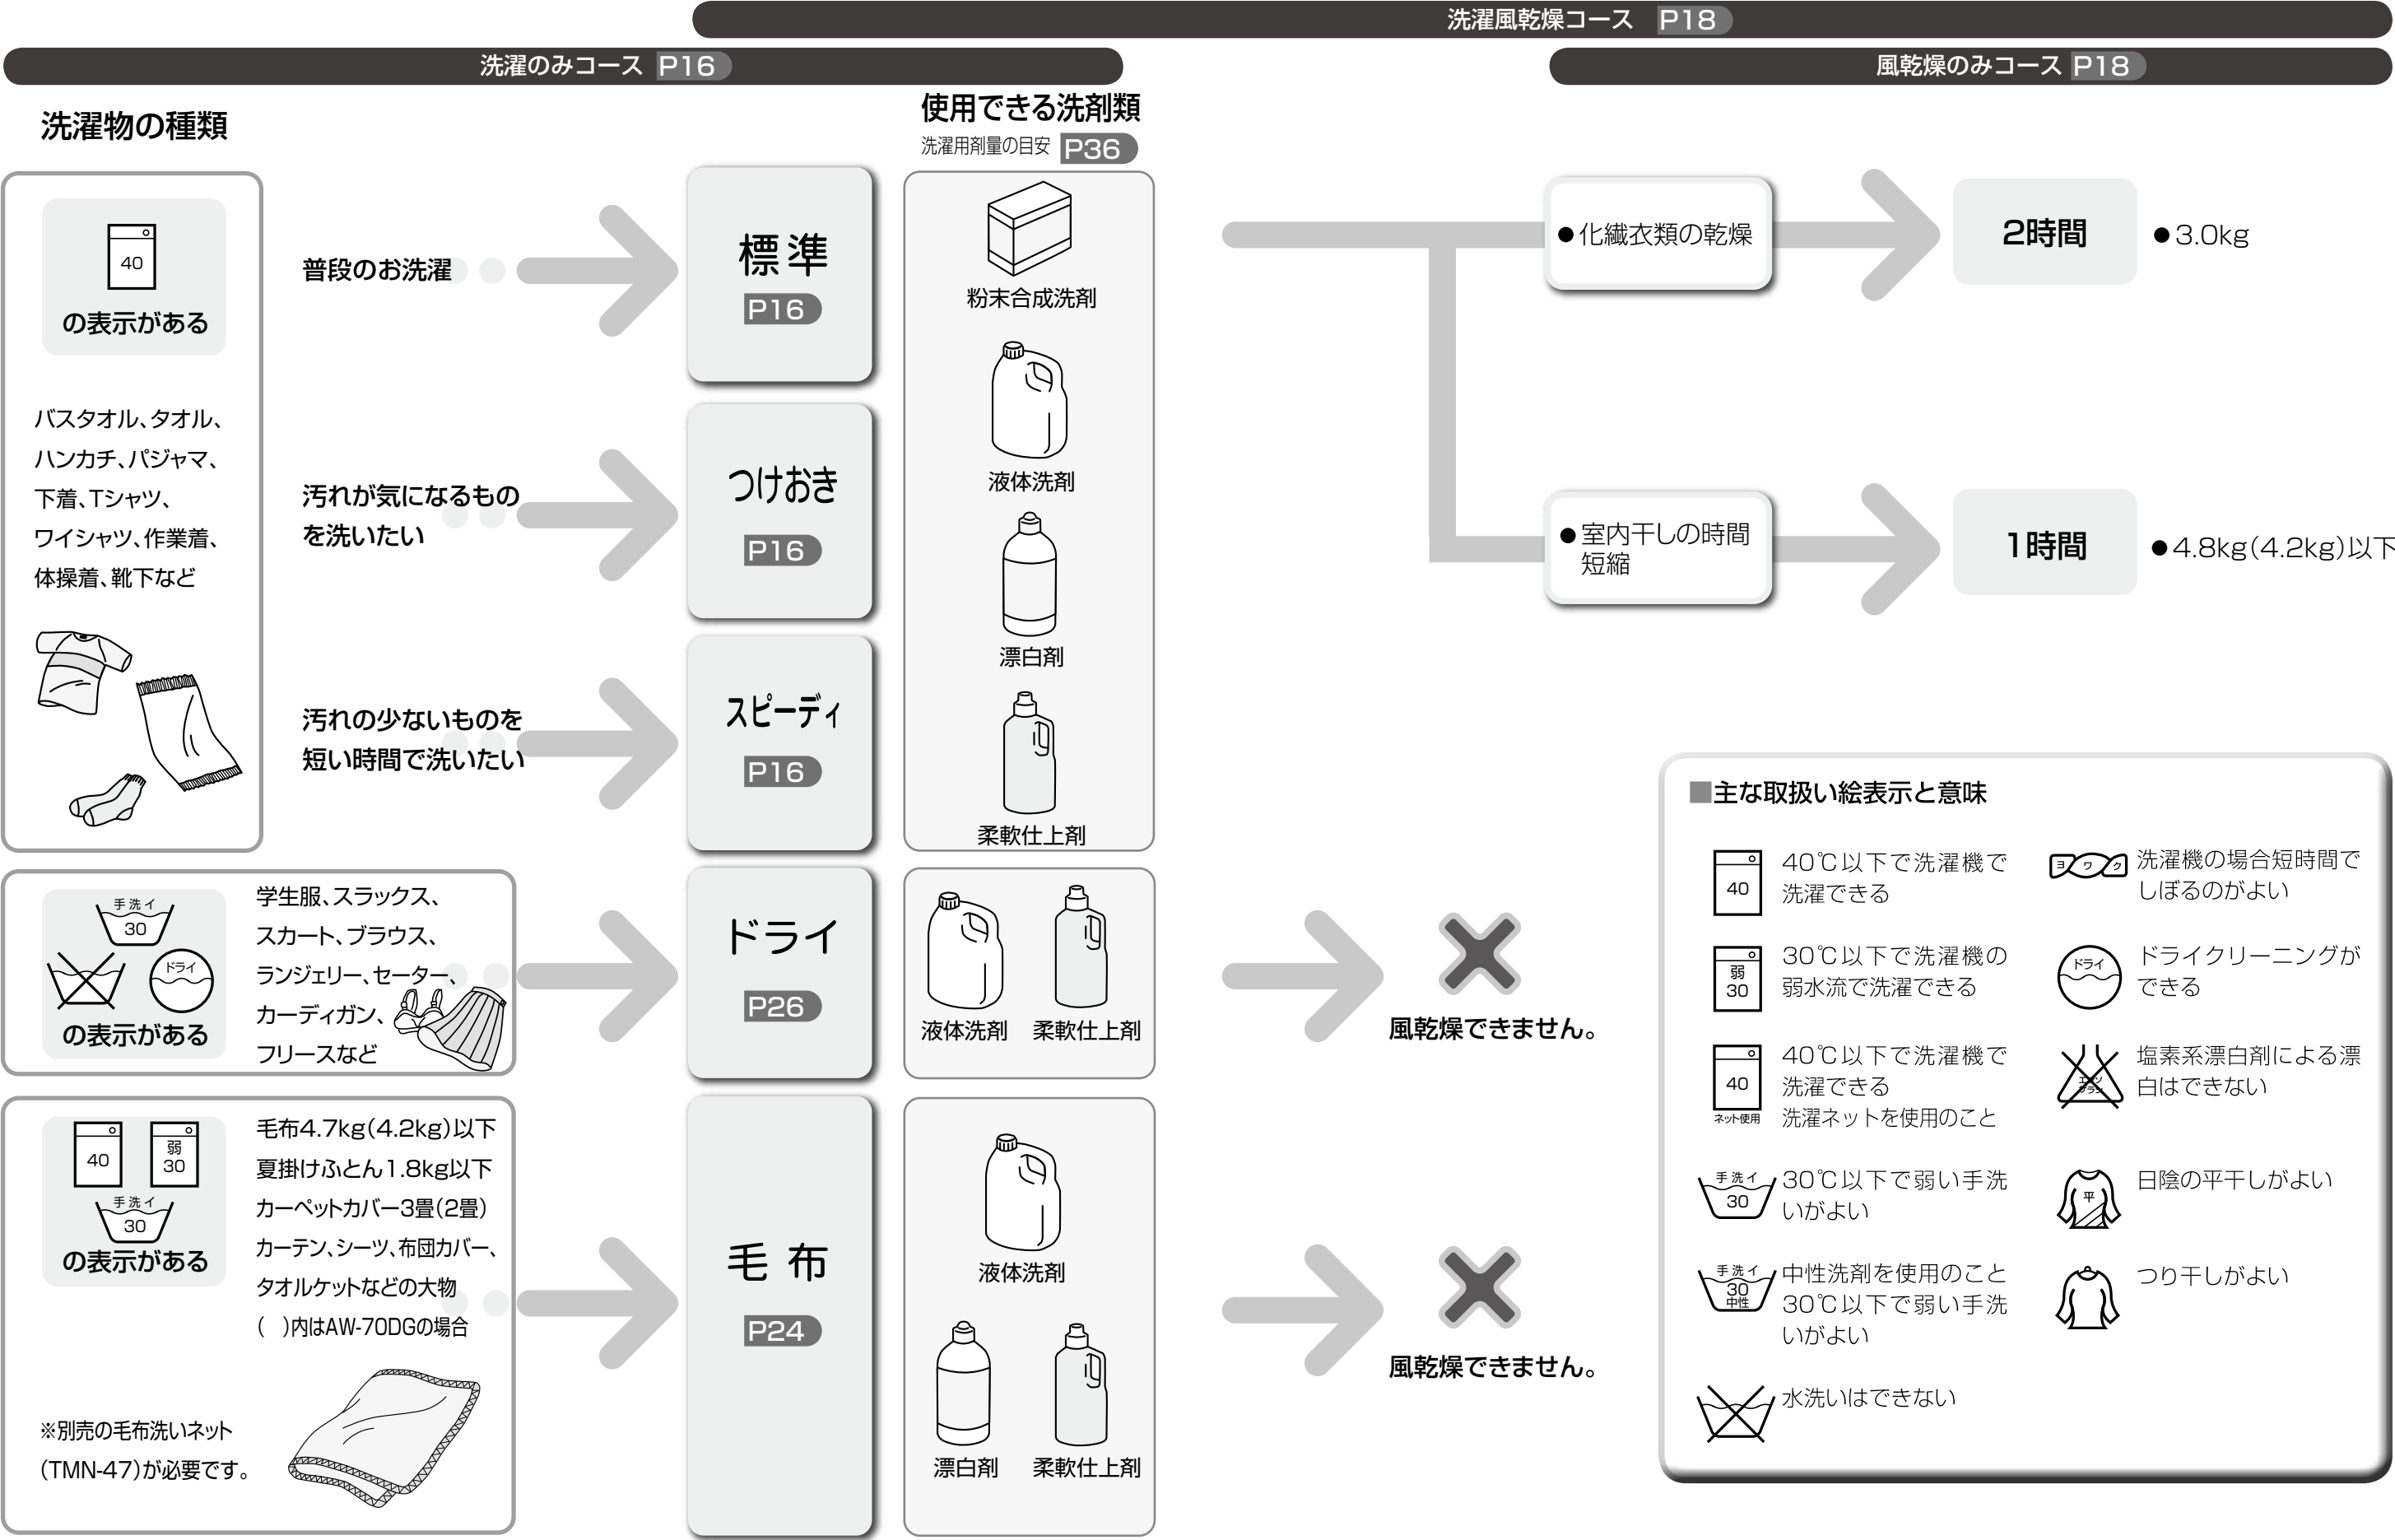 洗濯風乾燥コース P18
洗濯のみコース P16
風乾燥のみコース P18
洗濯物の種類
使用できる洗剤類
洗濯用剤量の目安 P36
40
の表示がある
バスタオル、タオル、
ハンカチ、パジャマ、
下着、Tシャツ、
ワイシャツ、作業着、
体操着、靴下など
普段のお洗濯
標準
P16
汚れが気になるもの
を洗いたい
つけおき
P16
汚れの少ないものを
短い時間で洗いたい
スピーディ
P16
粉末合成洗剤
液体洗剤
漂白剤
柔軟仕上剤
●化繊衣類の乾燥
2時間
●3.0kg
●室内干しの時間
短縮
1時間
●4.8kg(4.2kg)以下
手洗イ
30
ドライ
の表示がある
学生服、スラックス、
スカート、ブラウス、
ランジェリー、セーター、
カーディガン、
フリースなど
ドライ
P26
液体洗剤
柔軟仕上剤
風乾燥できません。
40
弱
30
手洗イ
30
の表示がある
毛布4.7kg(4.2kg)以下
夏掛けふとん1.8kg以下
カーペットカバー3畳(2畳)
カーテン、シーツ、布団カバー、
タオルケットなどの大物
(　)内はAW-70DGの場合
※別売の毛布洗いネット
(TMN-47)が必要です。
毛布
P24
液体洗剤
漂白剤
柔軟仕上剤
風乾燥できません。
■主な取扱い絵表示と意味
40
40℃以下で洗濯機で
洗濯できる
弱
30
30℃以下で洗濯機の
弱水流で洗濯できる
40
ネット使用
40℃以下で洗濯機で
洗濯できる
洗濯ネットを使用のこと
手洗イ
30
30℃以下で弱い手洗
いがよい
手洗イ
30
中性
中性洗剤を使用のこと
30℃以下で弱い手洗
いがよい
水洗いはできない
ヨワク
洗濯機の場合短時間で
しぼるのがよい
ドライ
ドライクリーニングが
できる
エンソ
サラシ
塩素系漂白剤による漂
白はできない
平
日陰の平干しがよい
つり干しがよい